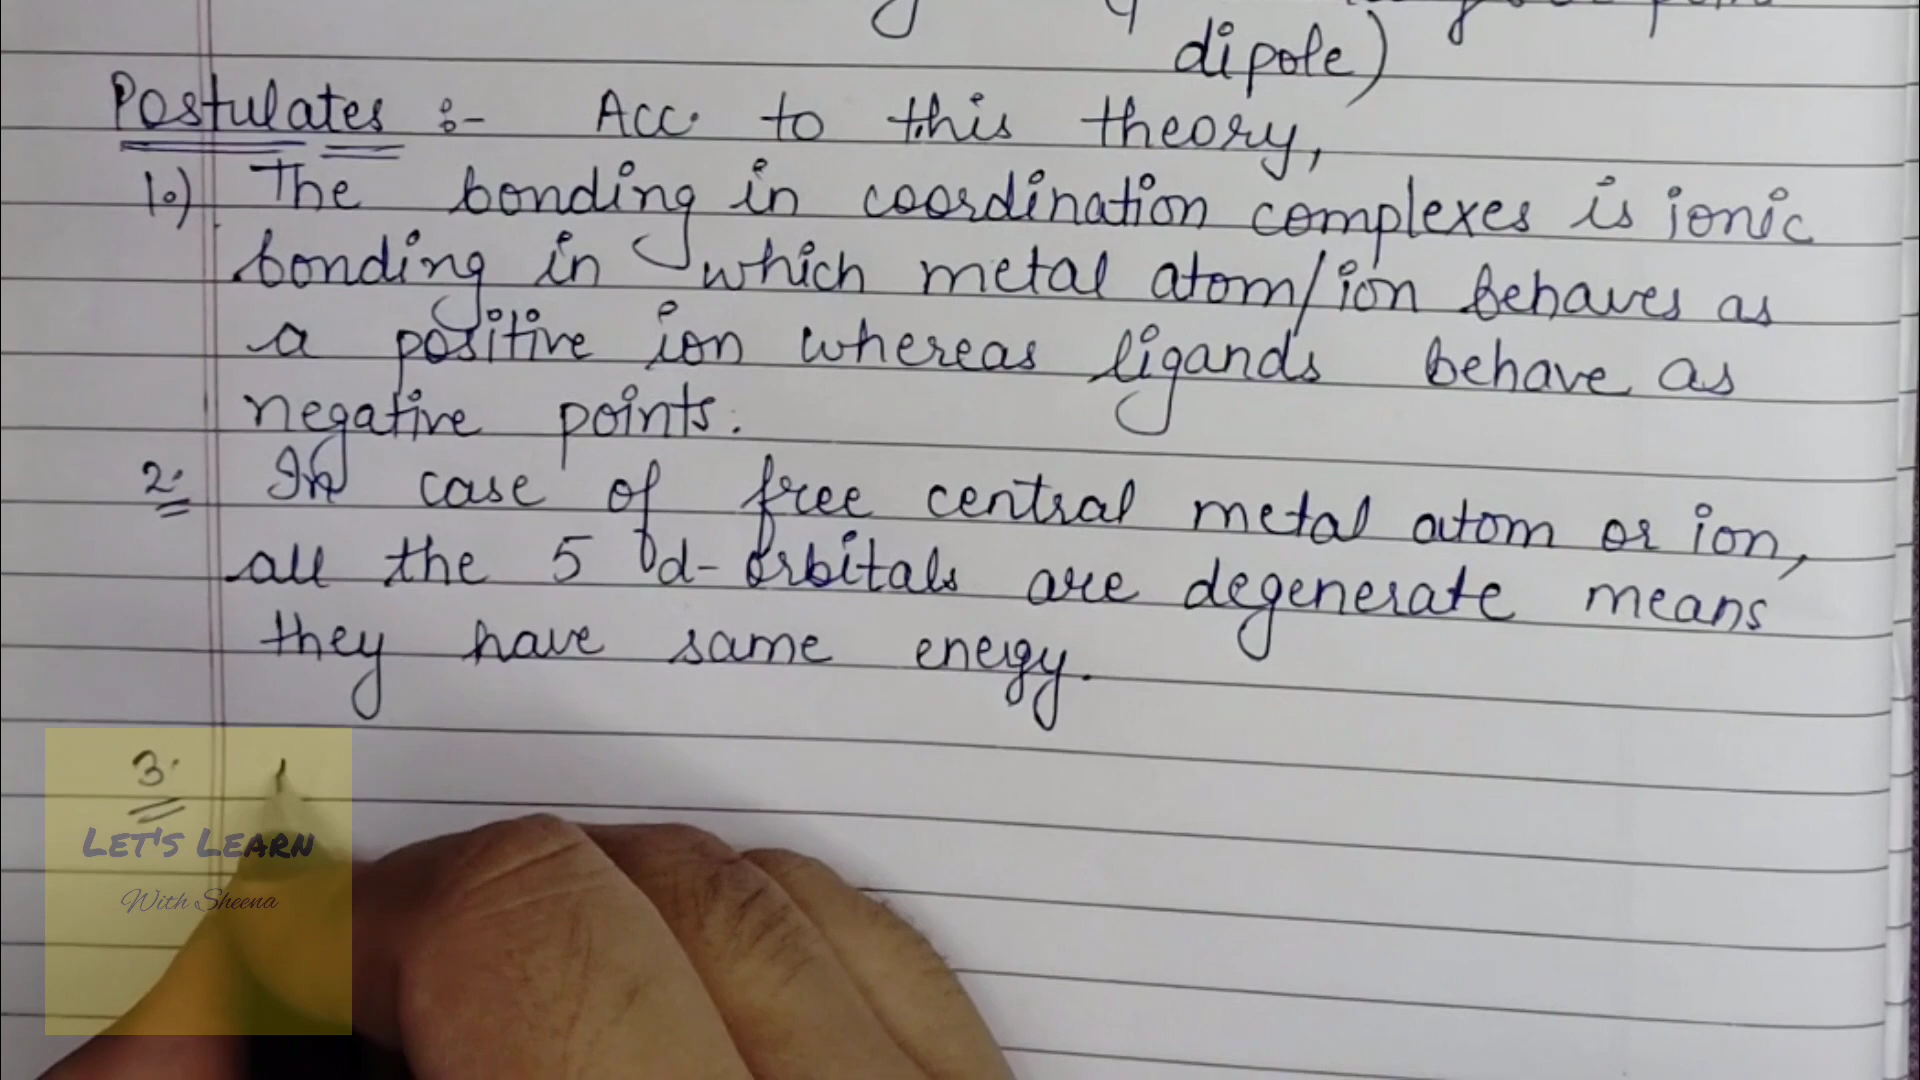 dipole)
Postulates :- Acc. to this theory,
1.) The bonding in coordination complexes is ionic
bonding in which metal atom/ion behaves as
a positive ion whereas ligands behave as
negative points.
2. In case of free central metal atom or ion,
all the 5 d-orbitals are degenerate means
they have same energy.
3.
LET'S LEARN
With Sheena